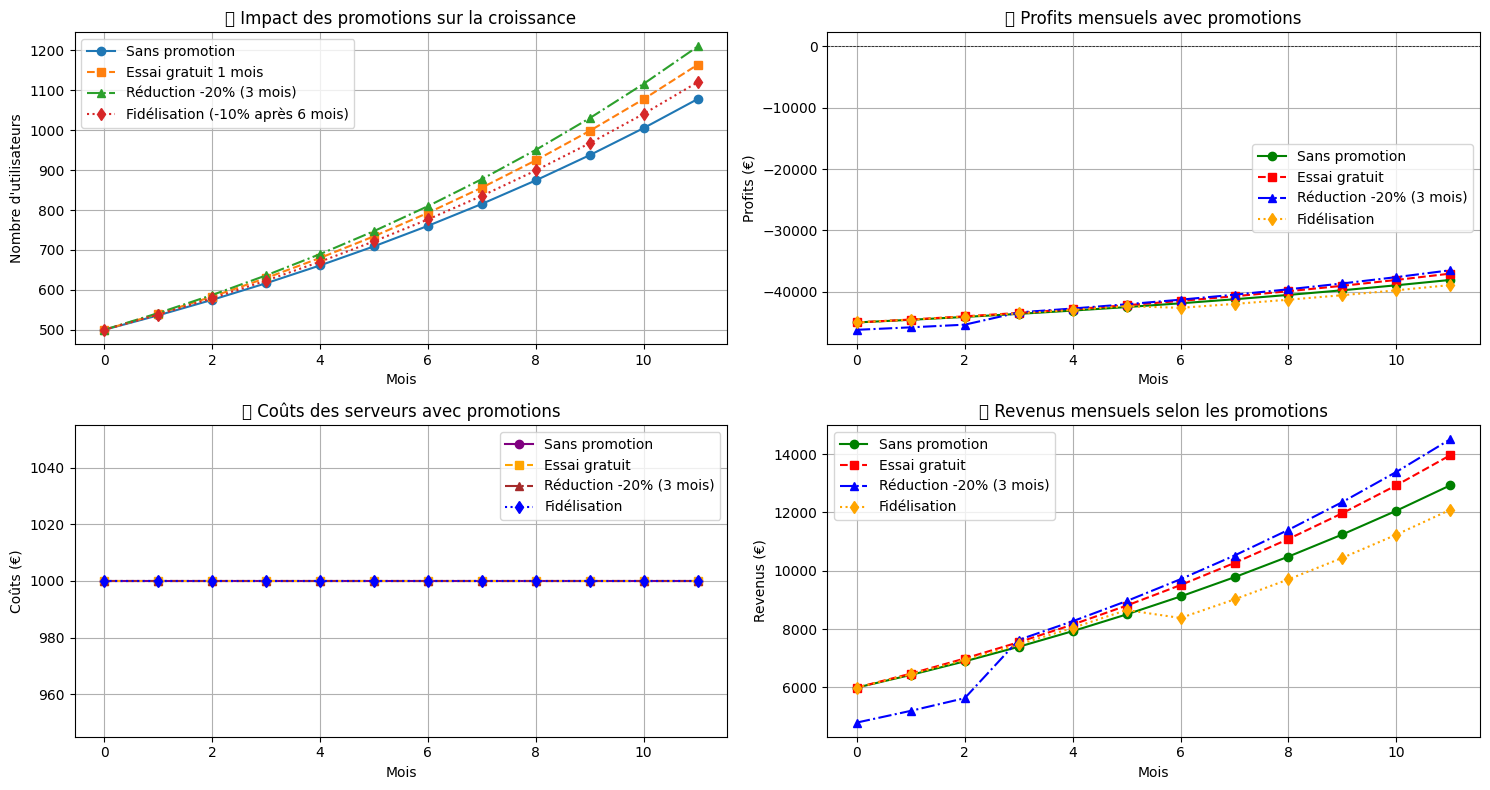 ▯ Impact des promotions sur la croissance
Nombre d'utilisateurs
1200
1100
1000
900
800
700
600
500
Sans promotion
Essai gratuit 1 mois
Réduction -20% (3 mois)
Fidélisation (-10% après 6 mois)
0 2 4 6 8 10
Mois
▯ Profits mensuels avec promotions
Profits (€)
0
−10000
−20000
−30000
−40000
Sans promotion
Essai gratuit
Réduction -20% (3 mois)
Fidélisation
0 2 4 6 8 10
Mois
▯ Coûts des serveurs avec promotions
Coûts (€)
1040
1020
1000
980
960
Sans promotion
Essai gratuit
Réduction -20% (3 mois)
Fidélisation
0 2 4 6 8 10
Mois
▯ Revenus mensuels selon les promotions
Revenus (€)
14000
12000
10000
8000
6000
Sans promotion
Essai gratuit
Réduction -20% (3 mois)
Fidélisation
0 2 4 6 8 10
Mois